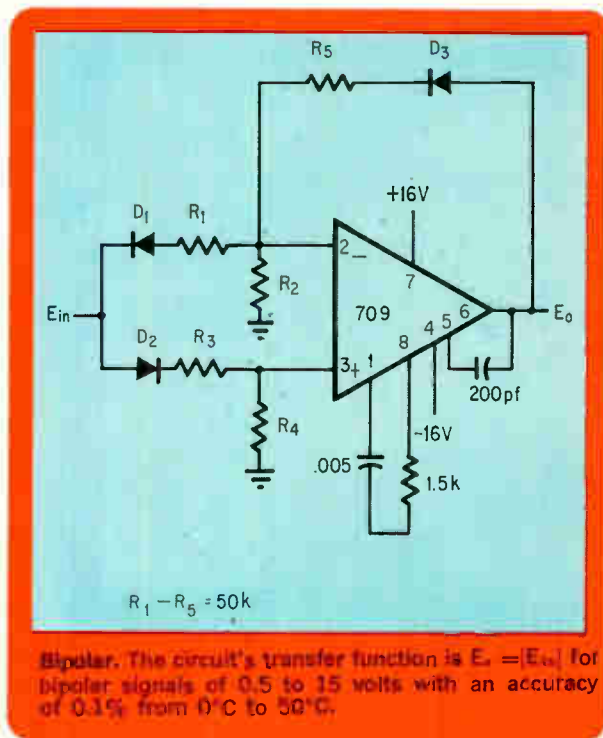 R5
D3
+16V
D1
R1
2 –
7
R2
Ein
709
6
Eo
D2
R3
8
4
5
3+
1
200pf
R4
-16V
.005
1.5k
R1 – R5 = 50k
Bipolar. The circuit's transfer function is Eo = |Ein| for
bipolar signals of 0.5 to 15 volts with an accuracy
of 0.1% from 0°C to 50°C.